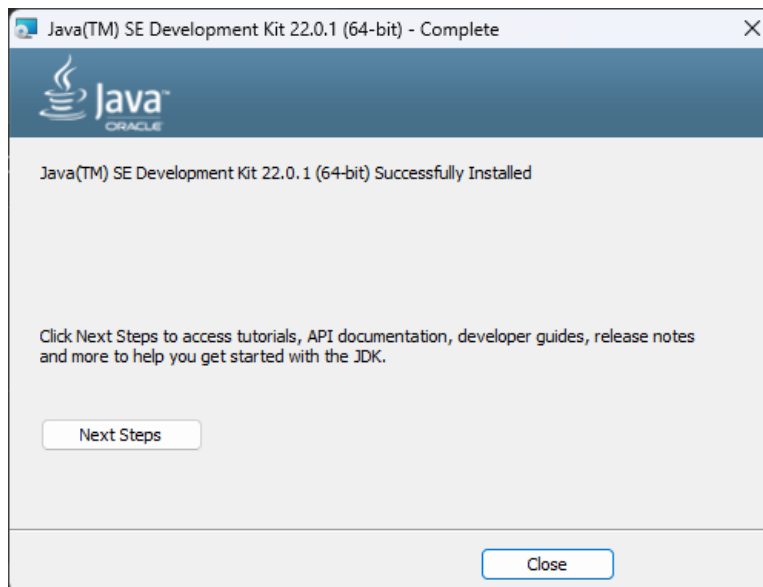 Java(TM) SE Development Kit 22.0.1 (64-bit) - Complete
Java™
ORACLE
Java(TM) SE Development Kit 22.0.1 (64-bit) Successfully Installed
Click Next Steps to access tutorials, API documentation, developer guides, release notes
and more to help you get started with the JDK.
Next Steps
Close